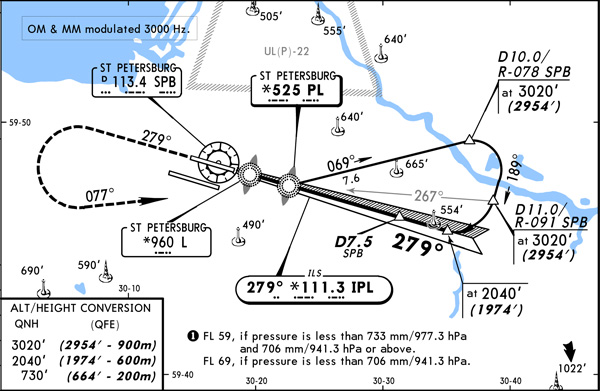 OM & MM modulated 3000 Hz.
505'
555'
UL(P)-22
640'
D10.0/
R-078 SPB
at 3020'
(2954')
ST PETERSBURG
D 113.4 SPB
ST PETERSBURG
*525 PL
59-50
279°
640'
069°
665'
7.6
189°
267°
077°
554'
D11.0/
R-091 SPB
at 3020'
(2954')
ST PETERSBURG
*960 L
490'
D7.5
SPB
279°
590'
690'
ILS
279° *111.3 IPL
at 2040'
(1974')
30-10
ALT/HEIGHT CONVERSION
QNH (QFE)
3020' (2954' - 900m)
2040' (1974' - 600m)
730' (664' - 200m)
1 FL 59, if pressure is less than 733 mm/977.3 hPa
and 706 mm/941.3 hPa or above.
FL 69, if pressure is less than 706 mm/941.3 hPa.
1022'
59-40
30-20
30-30
30-40
30-50